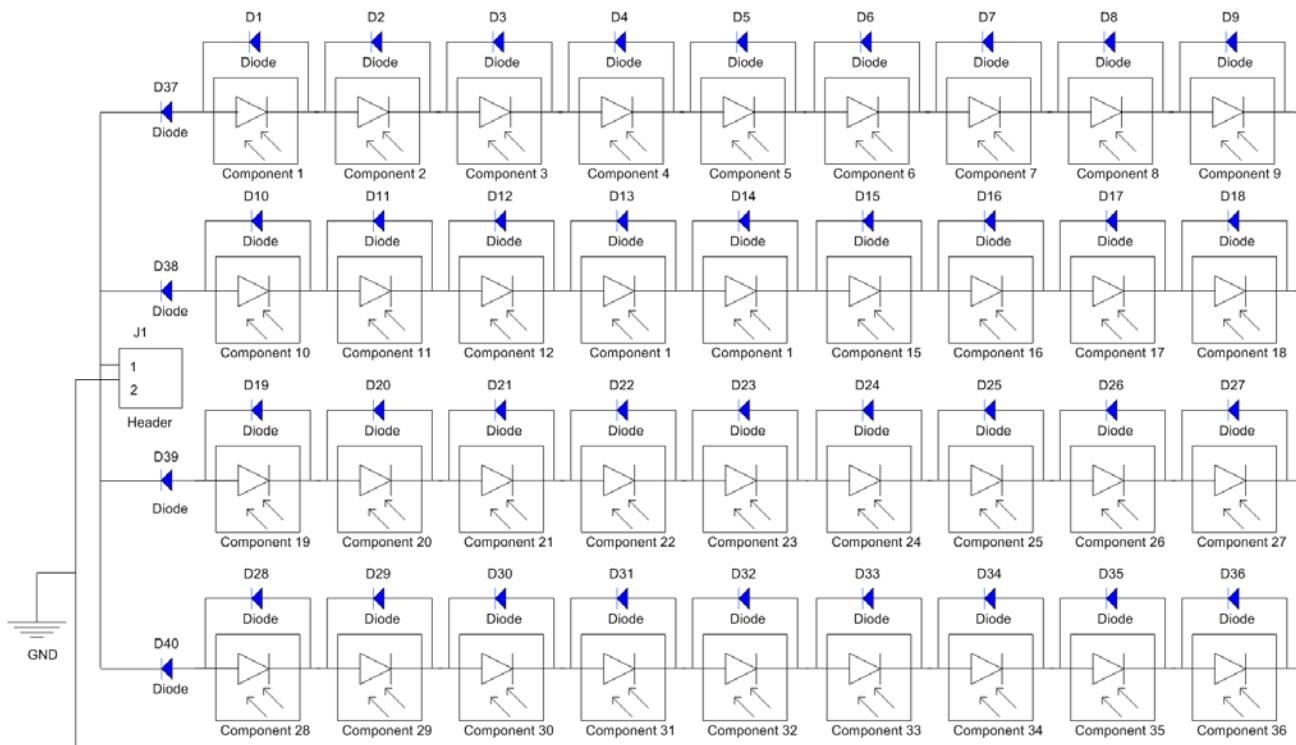 D1 D2 D3 D4 D5 D6 D7 D8 D9
Diode Diode Diode Diode Diode Diode Diode Diode Diode
D37
Diode
Component 1 Component 2 Component 3 Component 4 Component 5 Component 6 Component 7 Component 8 Component 9
D10 D11 D12 D13 D14 D15 D16 D17 D18
Diode Diode Diode Diode Diode Diode Diode Diode Diode
D38
Diode
J1
Component 10 Component 11 Component 12 Component 1 Component 1 Component 15 Component 16 Component 17 Component 18
1
2
Header
D19 D20 D21 D22 D23 D24 D25 D26 D27
Diode Diode Diode Diode Diode Diode Diode Diode Diode
D39
Diode
Component 19 Component 20 Component 21 Component 22 Component 23 Component 24 Component 25 Component 26 Component 27
D28 D29 D30 D31 D32 D33 D34 D35 D36
Diode Diode Diode Diode Diode Diode Diode Diode Diode
D40
GND
Diode
Component 28 Component 29 Component 30 Component 31 Component 32 Component 33 Component 34 Component 35 Component 36